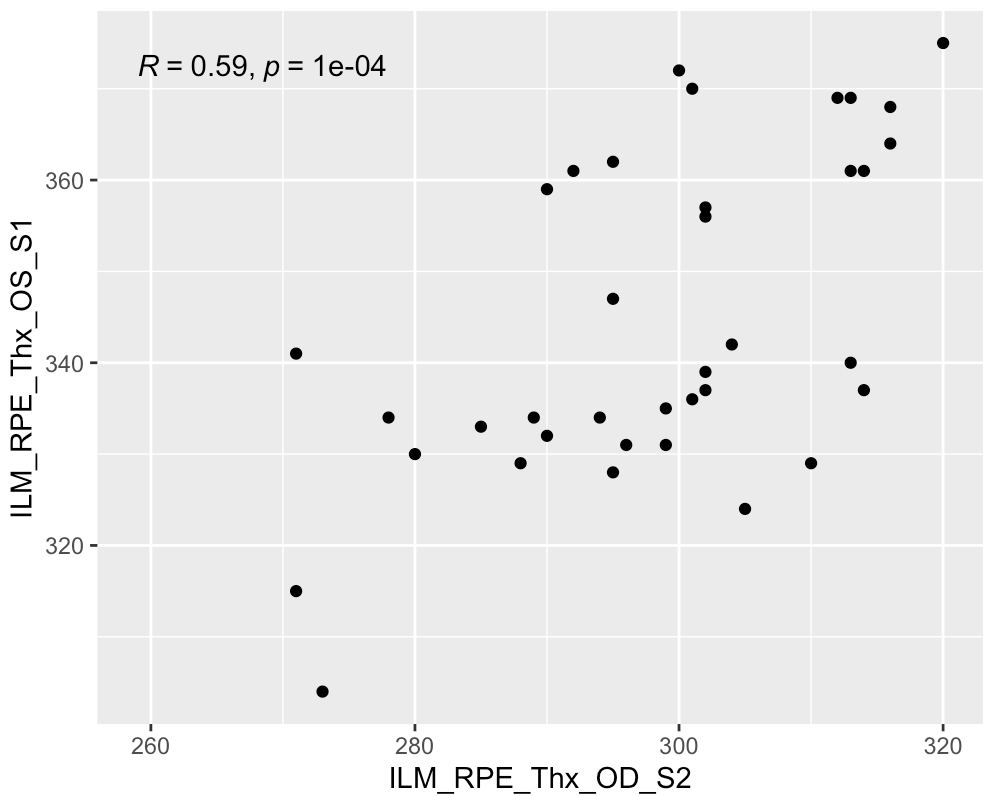 R = 0.59, p = 1e-04
360
340
320
ILM_RPE_Thx_OS_S1
260 280 300 320
ILM_RPE_Thx_OD_S2